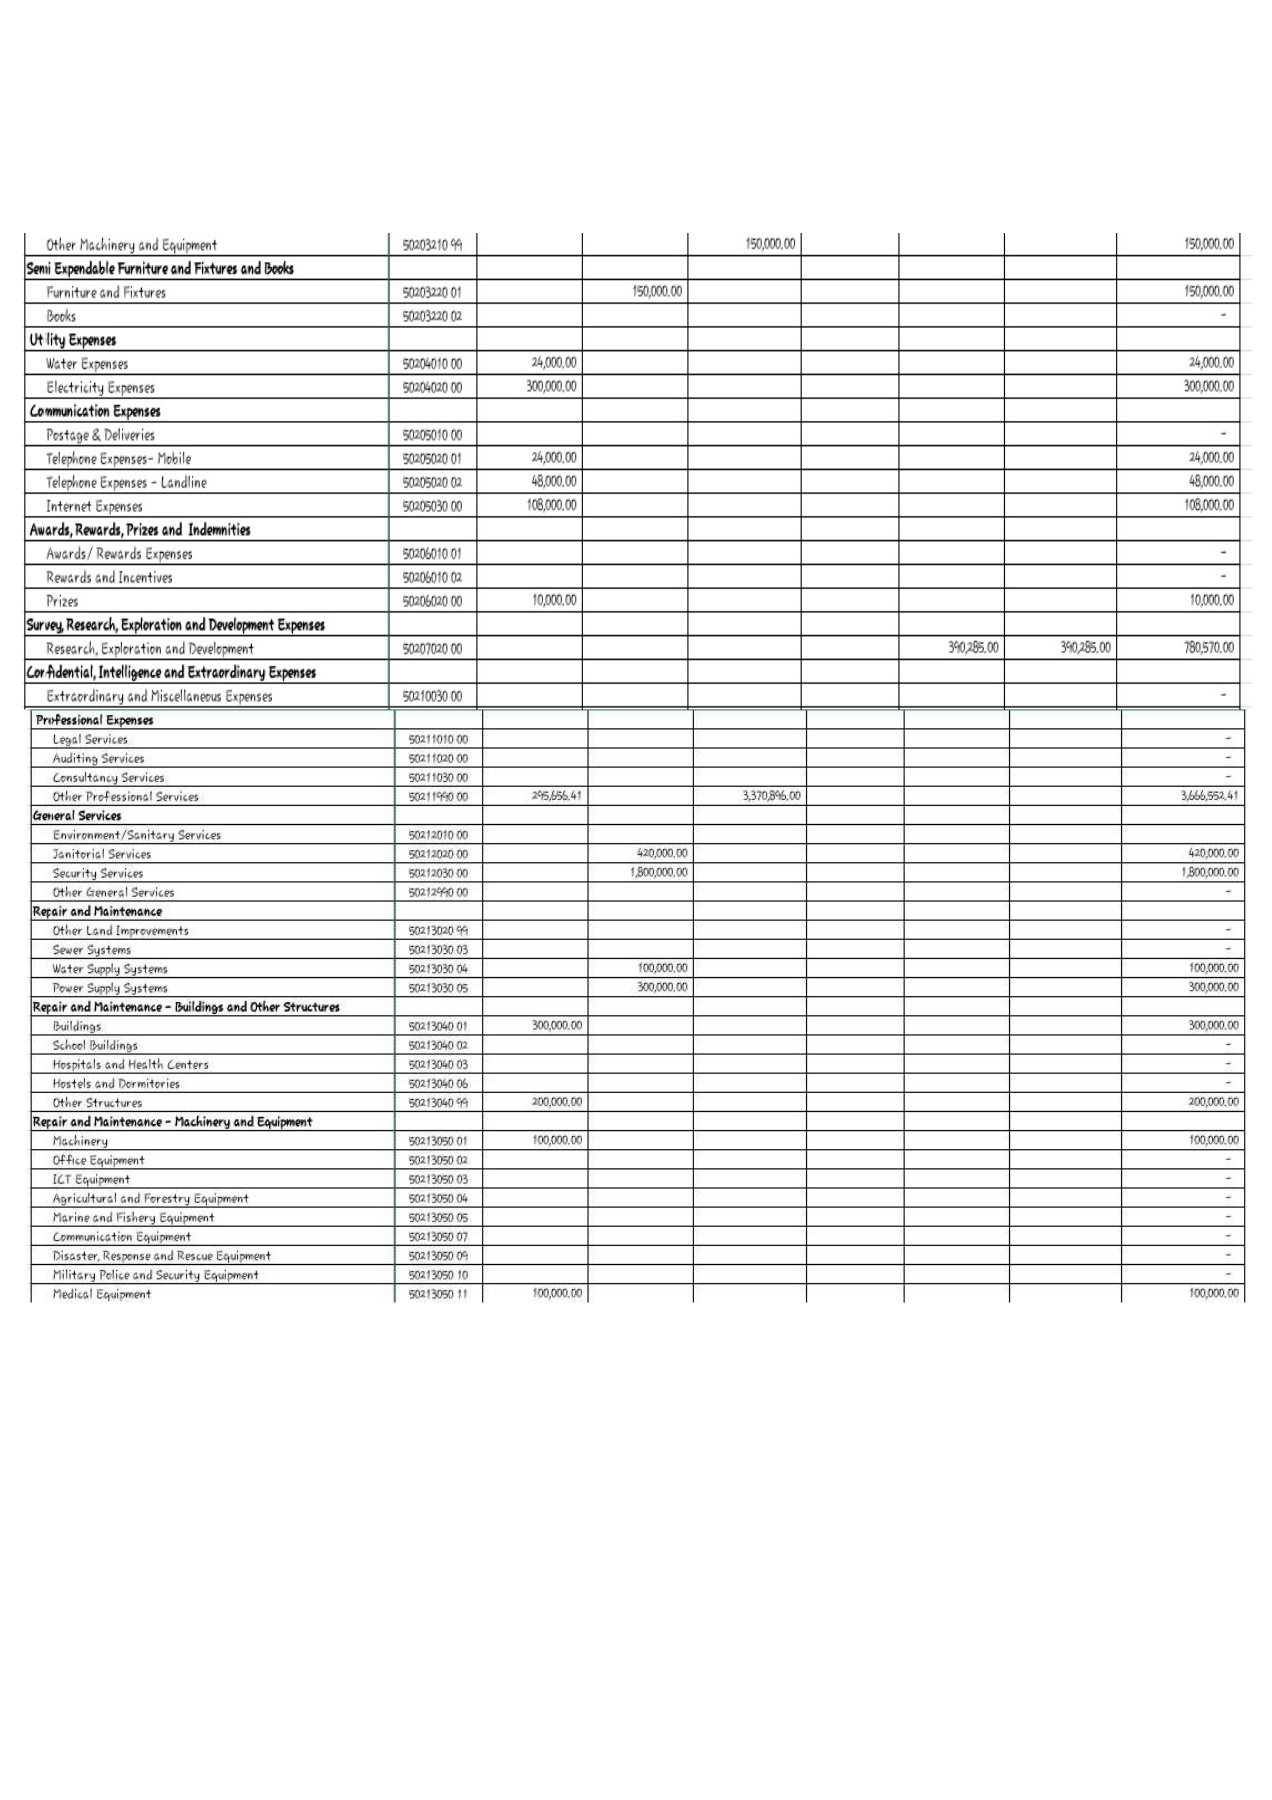 Other Machinery and Equipment 50203210 99 150,000.00 150,000.00
Semi Expendable Furniture and Fixtures and Books
Furniture and Fixtures 50203220 01 150,000.00 150,000.00
Books 50203220 02 -
Utility Expenses
Water Expenses 50204010 00 24,000.00 24,000.00
Electricity Expenses 50204020 00 300,000.00 300,000.00
Communication Expenses
Postage & Deliveries 50205010 00 -
Telephone Expenses- Mobile 50205020 01 24,000.00 24,000.00
Telephone Expenses - Landline 50205020 02 48,000.00 48,000.00
Internet Expenses 50205030 00 108,000.00 108,000.00
Awards, Rewards, Prizes and Indemnities
Awards/ Rewards Expenses 50206010 01 -
Rewards and Incentives 50206010 02 -
Prizes 50206020 00 10,000.00 10,000.00
Survey, Research, Exploration and Development Expenses
Research, Exploration and Development 50207020 00 390,285.00 390,285.00 780,570.00
Confidential, Intelligence and Extraordinary Expenses
Extraordinary and Miscellaneous Expenses 50210030 00 -
Professional Expenses
Legal Services 50211010 00 -
Auditing Services 50211020 00 -
Consultancy Services 50211030 00 -
Other Professional Services 50211990 00 295,656.41 3,370,896.00 3,666,552.41
General Services
Environment/Sanitary Services 50212010 00
Janitorial Services 50212020 00 420,000.00 420,000.00
Security Services 50212030 00 1,800,000.00 1,800,000.00
Other General Services 50212990 00 -
Repair and Maintenance
Other Land Improvements 50213020 99 -
Sewer Systems 50213030 03 -
Water Supply Systems 50213030 04 100,000.00 100,000.00
Power Supply Systems 50213030 05 300,000.00 300,000.00
Repair and Maintenance - Buildings and Other Structures
Buildings 50213040 01 300,000.00 300,000.00
School Buildings 50213040 02 -
Hospitals and Health Centers 50213040 03 -
Hostels and Dormitories 50213040 06 -
Other Structures 50213040 99 200,000.00 200,000.00
Repair and Maintenance - Machinery and Equipment
Machinery 50213050 01 100,000.00 100,000.00
Office Equipment 50213050 02 -
ICT Equipment 50213050 03 -
Agricultural and Forestry Equipment 50213050 04 -
Marine and Fishery Equipment 50213050 05 -
Communication Equipment 50213050 07 -
Disaster, Response and Rescue Equipment 50213050 09 -
Military Police and Security Equipment 50213050 10 -
Medical Equipment 50213050 11 100,000.00 100,000.00